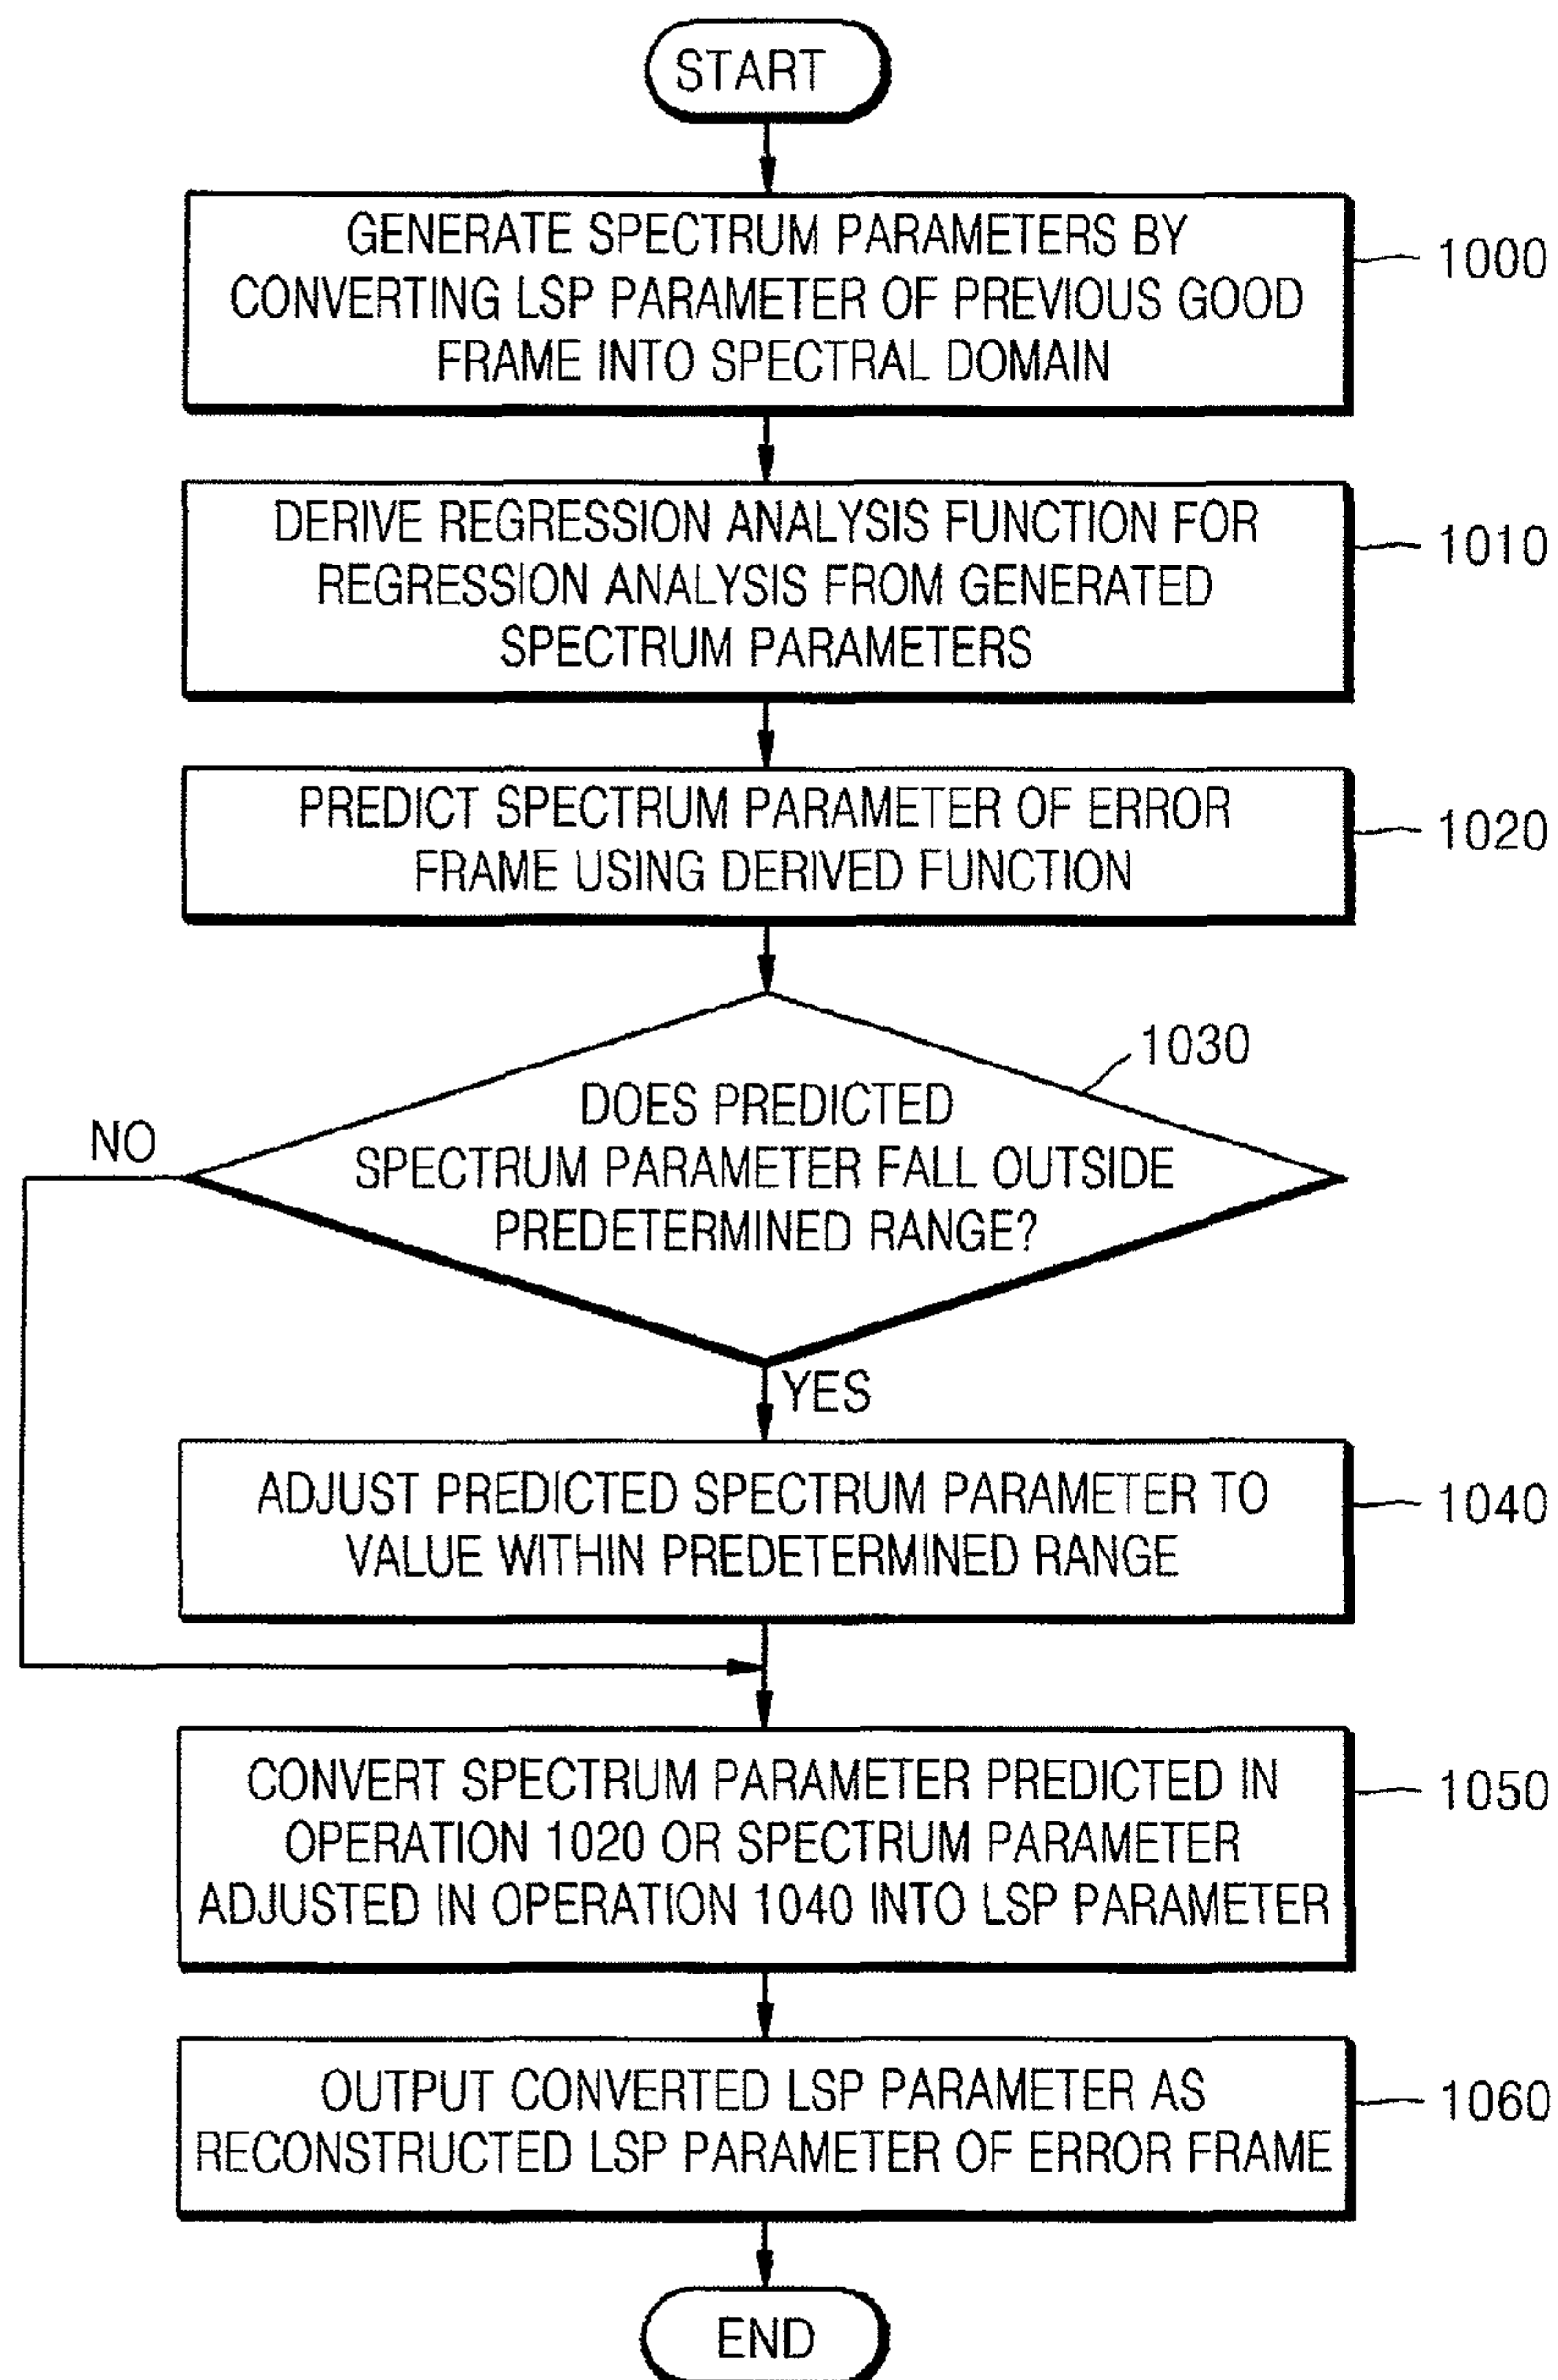 START
GENERATE SPECTRUM PARAMETERS BY
CONVERTING LSP PARAMETER OF PREVIOUS GOOD
FRAME INTO SPECTRAL DOMAIN
1000
DERIVE REGRESSION ANALYSIS FUNCTION FOR
REGRESSION ANALYSIS FROM GENERATED
SPECTRUM PARAMETERS
1010
PREDICT SPECTRUM PARAMETER OF ERROR
FRAME USING DERIVED FUNCTION
1020
1030
DOES PREDICTED
SPECTRUM PARAMETER FALL OUTSIDE
PREDETERMINED RANGE?
NO
YES
ADJUST PREDICTED SPECTRUM PARAMETER TO
VALUE WITHIN PREDETERMINED RANGE
1040
CONVERT SPECTRUM PARAMETER PREDICTED IN
OPERATION 1020 OR SPECTRUM PARAMETER
ADJUSTED IN OPERATION 1040 INTO LSP PARAMETER
1050
OUTPUT CONVERTED LSP PARAMETER AS
RECONSTRUCTED LSP PARAMETER OF ERROR FRAME
1060
END